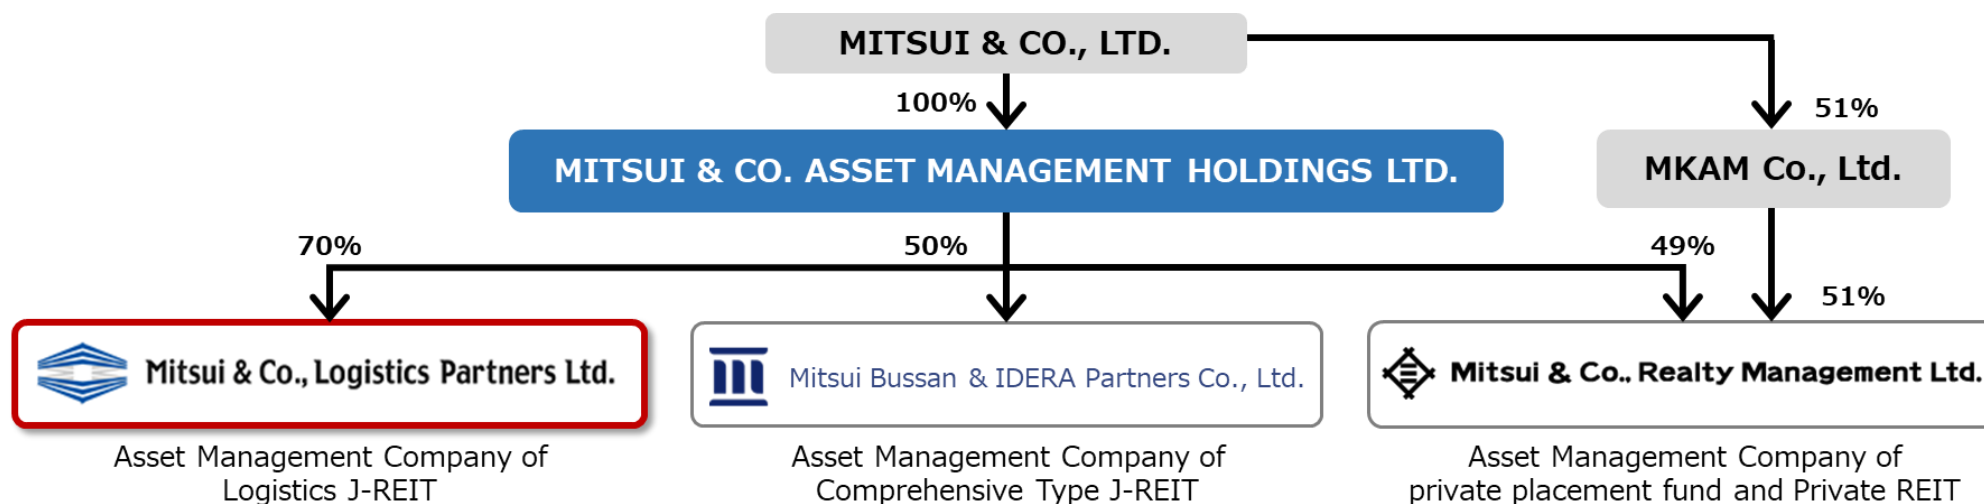 MITSUI & CO., LTD.
100%
51%
MITSUI & CO. ASSET MANAGEMENT HOLDINGS LTD.
MKAM Co., Ltd.
70%
50%
49%
51%
Mitsui & Co., Logistics Partners Ltd.
Mitsui Bussan & IDERA Partners Co., Ltd.
Mitsui & Co., Realty Management Ltd.
Asset Management Company of
Logistics J-REIT
Asset Management Company of
Comprehensive Type J-REIT
Asset Management Company of
private placement fund and Private REIT